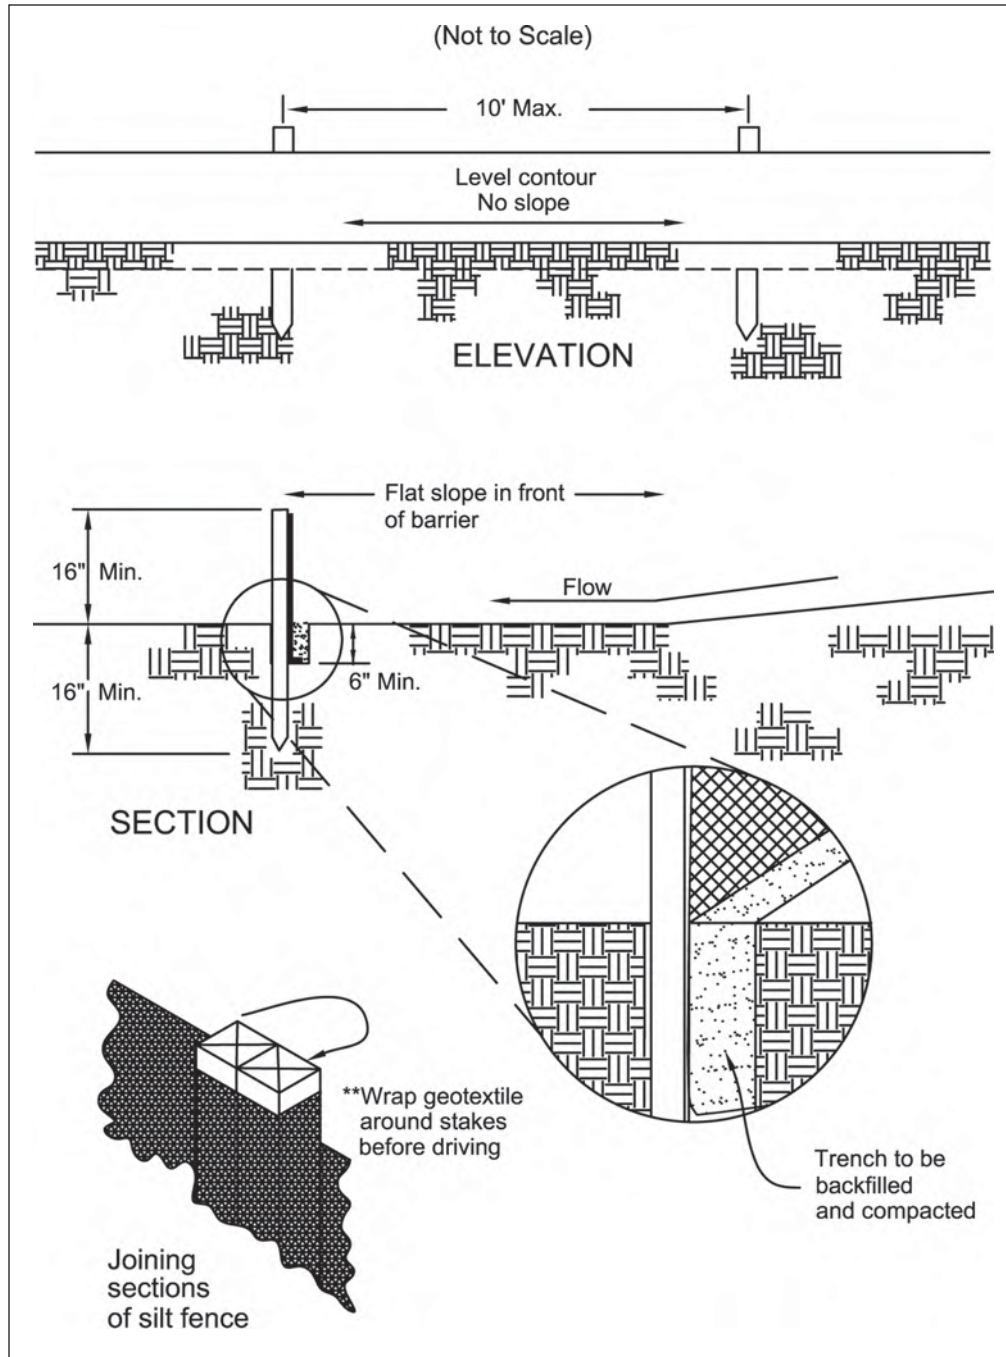 (Not to Scale)
10' Max.
Level contour
No slope
ELEVATION
Flat slope in front
of barrier
16" Min.
Flow
16" Min.
6" Min.
SECTION
**Wrap geotextile
around stakes
before driving
Trench to be
backfilled
and compacted
Joining
sections
of silt fence